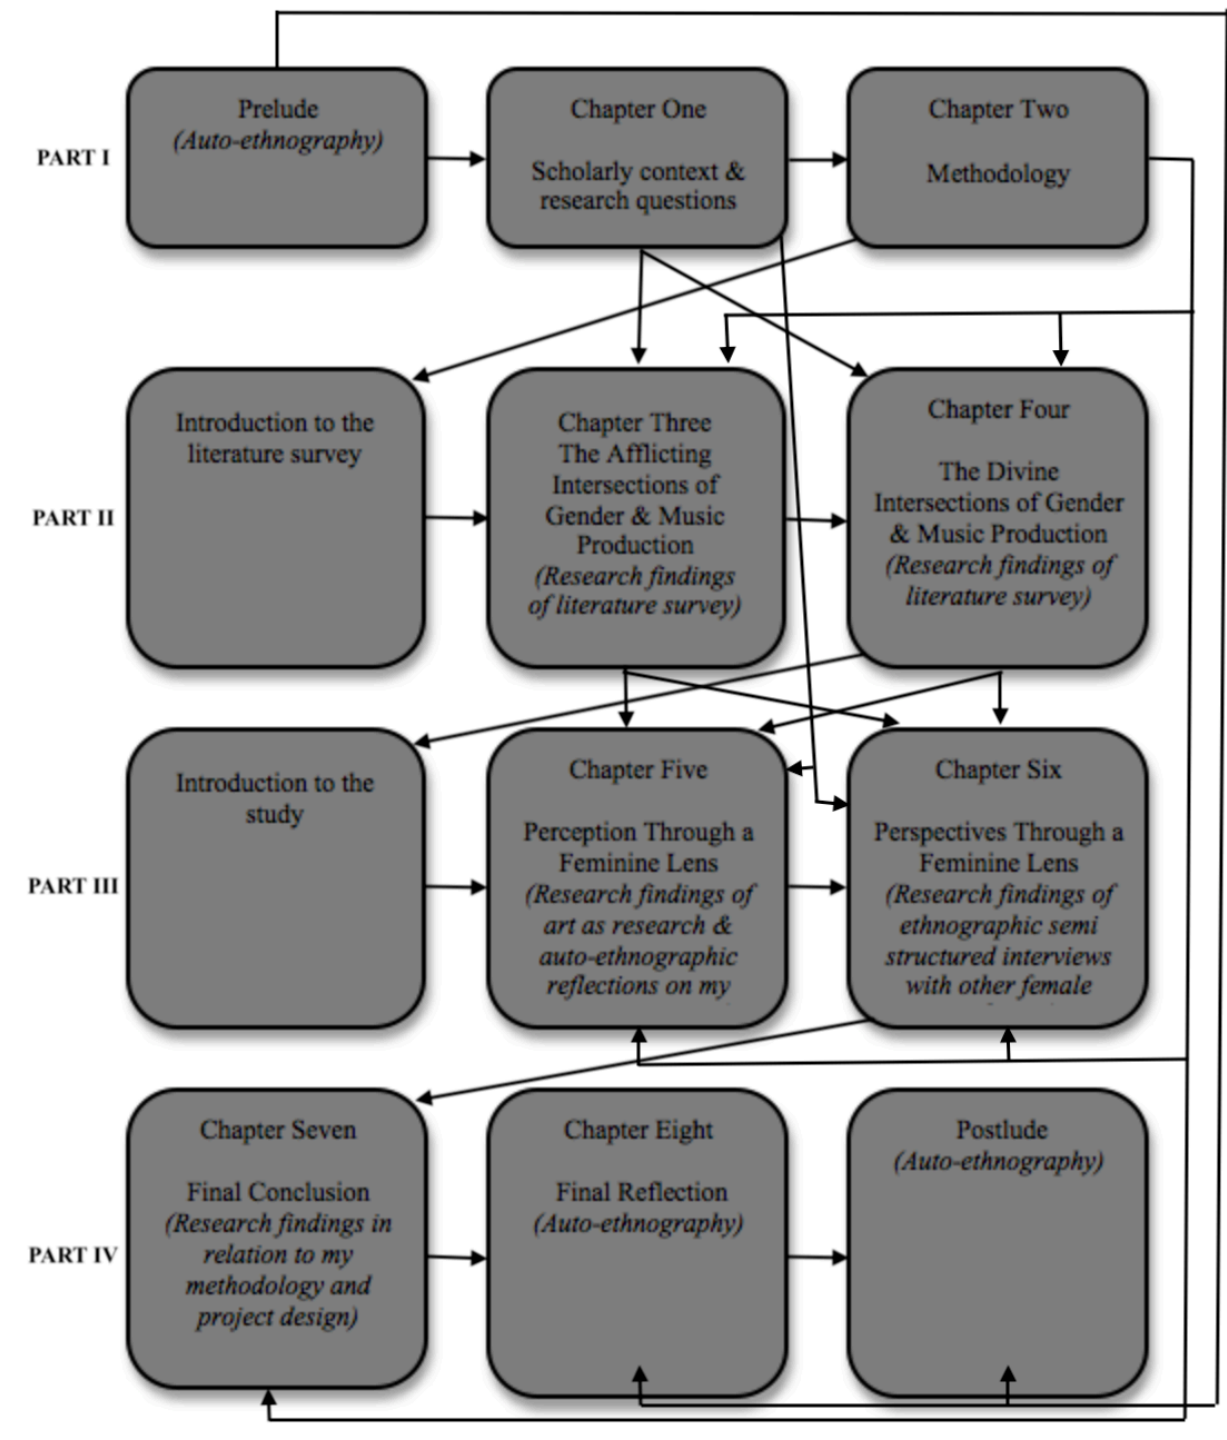 PART I
Prelude
(Auto-ethnography)
Chapter One
Scholarly context &
research questions
Chapter Two
Methodology
PART II
Introduction to the
literature survey
Chapter Three
The Afflicting
Intersections of
Gender & Music
Production
(Research findings
of literature survey)
Chapter Four
The Divine
Intersections of Gender
& Music Production
(Research findings of
literature survey)
PART III
Introduction to the
study
Chapter Five
Perception Through a
Feminine Lens
(Research findings of
art as research &
auto-ethnographic
reflections on my
Chapter Six
Perspectives Through a
Feminine Lens
(Research findings of
ethnographic semi
structured interviews
with other female
PART IV
Chapter Seven
Final Conclusion
(Research findings in
relation to my
methodology and
project design)
Chapter Eight
Final Reflection
(Auto-ethnography)
Postlude
(Auto-ethnography)